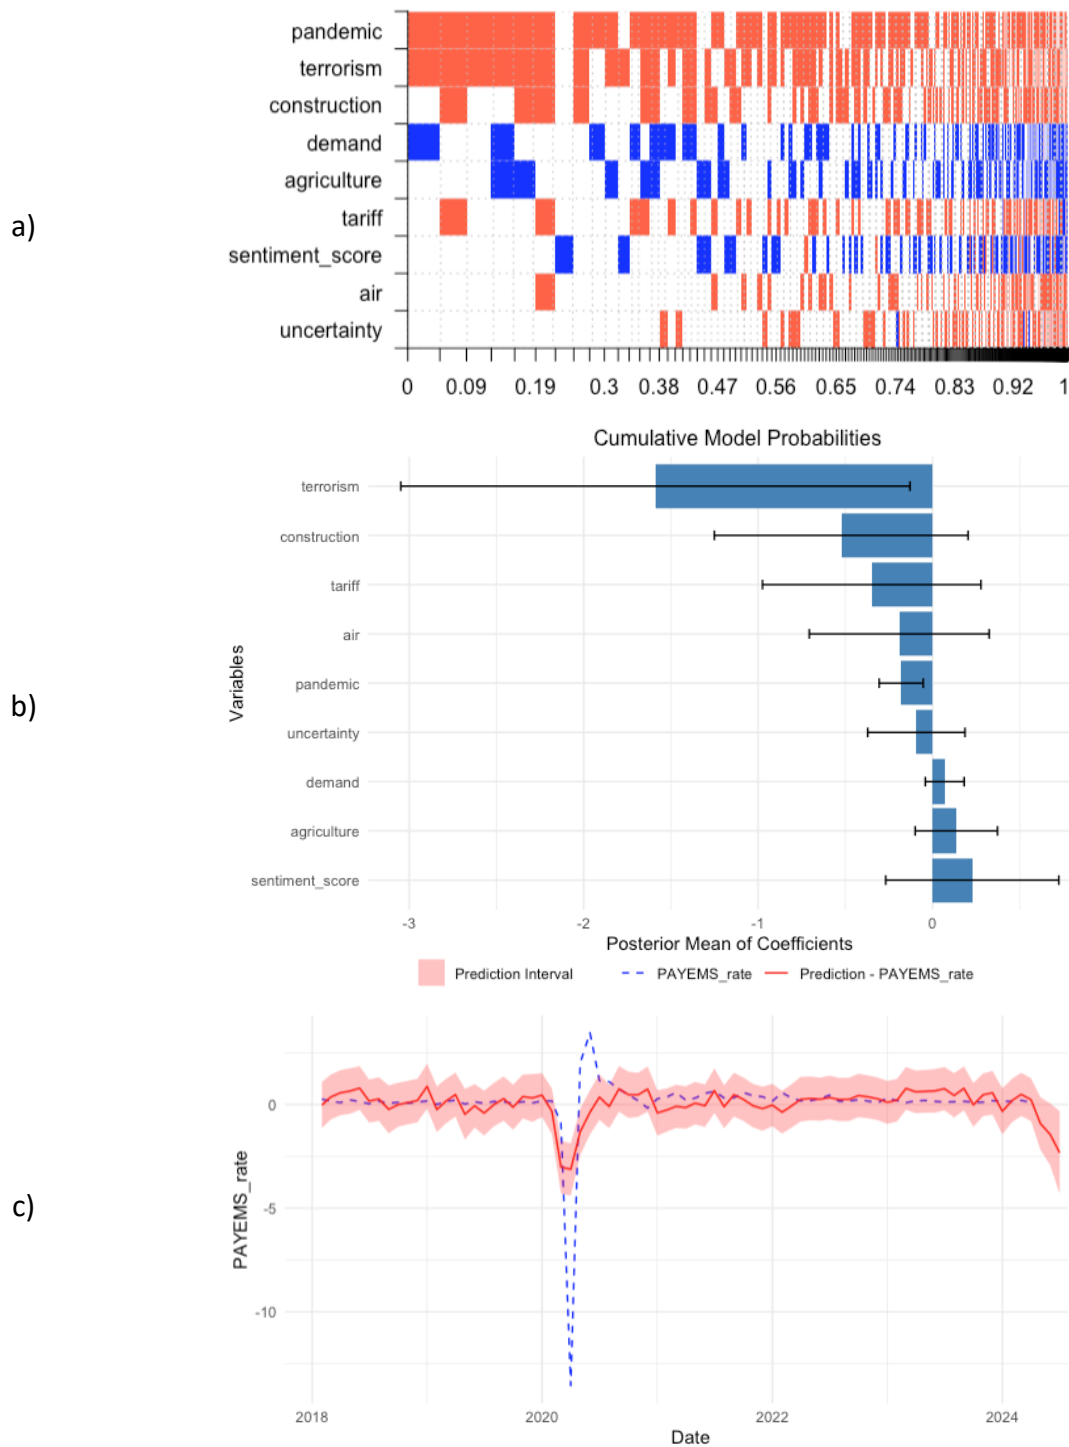 a)
pandemic
terrorism
construction
demand
agriculture
tariff
sentiment_score
air
uncertainty
0 0.09 0.19 0.3 0.38 0.47 0.56 0.65 0.74 0.83 0.92 1
Cumulative Model Probabilities
b)
Variables
terrorism
construction
tariff
air
pandemic
uncertainty
demand
agriculture
sentiment_score
-3 -2 -1 0
Posterior Mean of Coefficients
Prediction Interval PAYEMS_rate Prediction - PAYEMS_rate
c)
PAYEMS_rate
0
-5
-10
2018 2020 2022 2024
Date